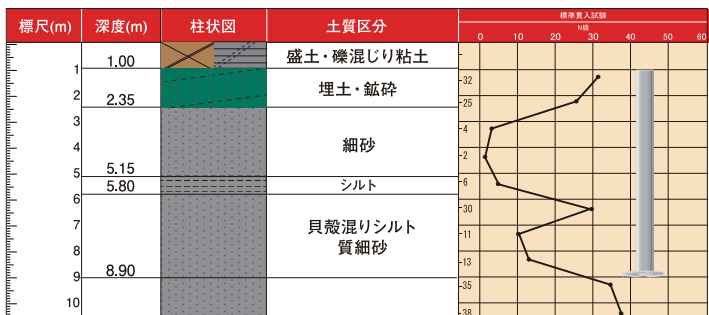 標尺(m) 深度(m) 柱状図 土質区分 標準貫入試験
N値
0 10 20 30 40 50 60
1.00 盛土・礫混じり粘土
1 32
埋土・鉱砕
2 2.35 25
3 4
細砂
4 2
5 5.15
5.80 シルト 6
6 30
7 貝殻混りシルト 11
質細砂
8 13
8.90
9 35
10 38